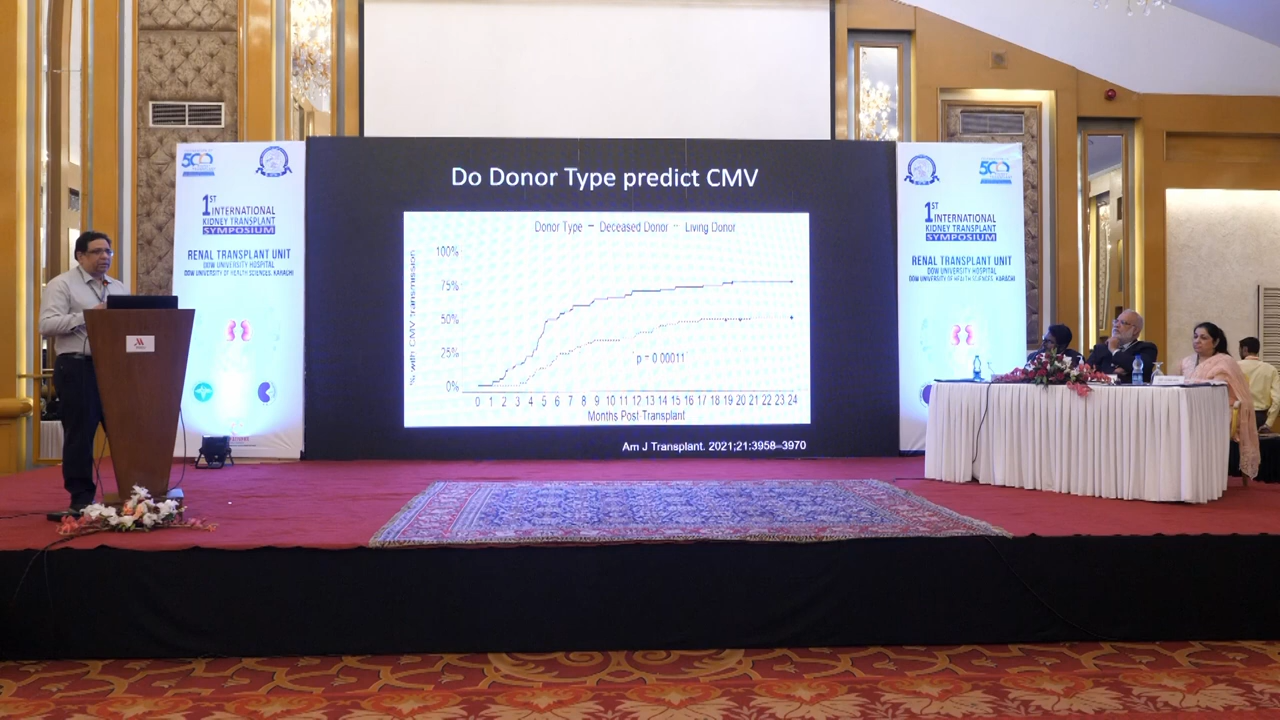 500
1ST
INTERNATIONAL
KIDNEY TRANSPLANT
SYMPOSIUM
RENAL TRANSPLANT UNIT
DOW UNIVERSITY HOSPITAL
DOW UNIVERSITY OF HEALTH SCIENCES, KARACHI
Do Donor Type predict CMV
Donor Type Deceased Donor Living Donor
% with CMV transmission
100%
75%
50%
25%
0%
p = 0.00011
0 1 2 3 4 5 6 7 8 9 10 11 12 13 14 15 16 17 18 19 20 21 22 23 24
Months Post-Transplant
Am J Transplant. 2021;21:3958–3970
500
1ST
INTERNATIONAL
KIDNEY TRANSPLANT
SYMPOSIUM
RENAL TRANSPLANT UNIT
DOW UNIVERSITY HOSPITAL
DOW UNIVERSITY OF HEALTH SCIENCES, KARACHI